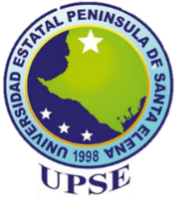 UNIVERSIDAD ESTATAL PENINSULA DE SANTA ELENA
1998
UPSE